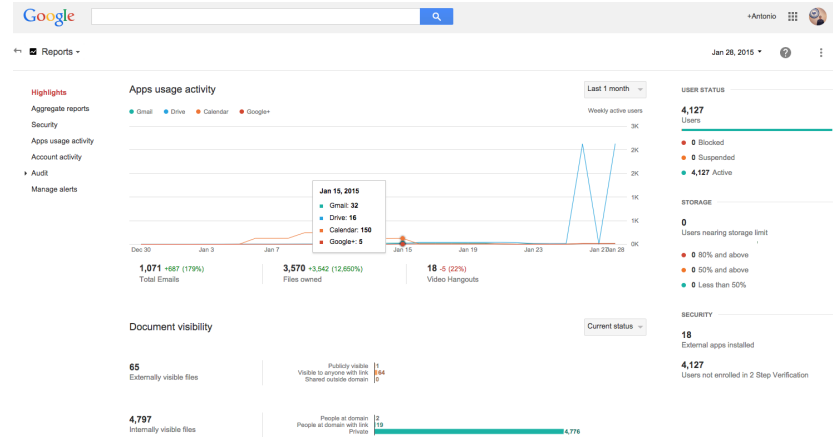 Google
+Antonio
Reports
Jan 28, 2015
Highlights
Aggregate reports
Security
Apps usage activity
Account activity
Audit
Manage alerts
Apps usage activity
Last 1 month
Gmail Drive Calendar Google+
Weekly active users
3K
2K
2K
1K
1K
0K
Jan 15, 2015
Gmail: 32
Drive: 16
Calendar: 150
Google+: 5
Dec 30 Jan 3 Jan 7 Jan 15 Jan 19 Jan 23 Jan 27 Jan 28
1,071 +687 (179%)
Total Emails
3,570 +3,542 (12,650%)
Files owned
18 -5 (22%)
Video Hangouts
Document visibility
Current status
65
Externally visible files
Publicly visible 1
Visible to anyone with link 64
Shared outside domain 0
4,797
Internally visible files
People at domain 2
People at domain with link 19
Private 4,776
USER STATUS
4,127
Users
0 Blocked
0 Suspended
4,127 Active
STORAGE
0
Users nearing storage limit
0 80% and above
0 50% and above
0 Less than 50%
SECURITY
18
External apps installed
4,127
Users not enrolled in 2 Step Verification